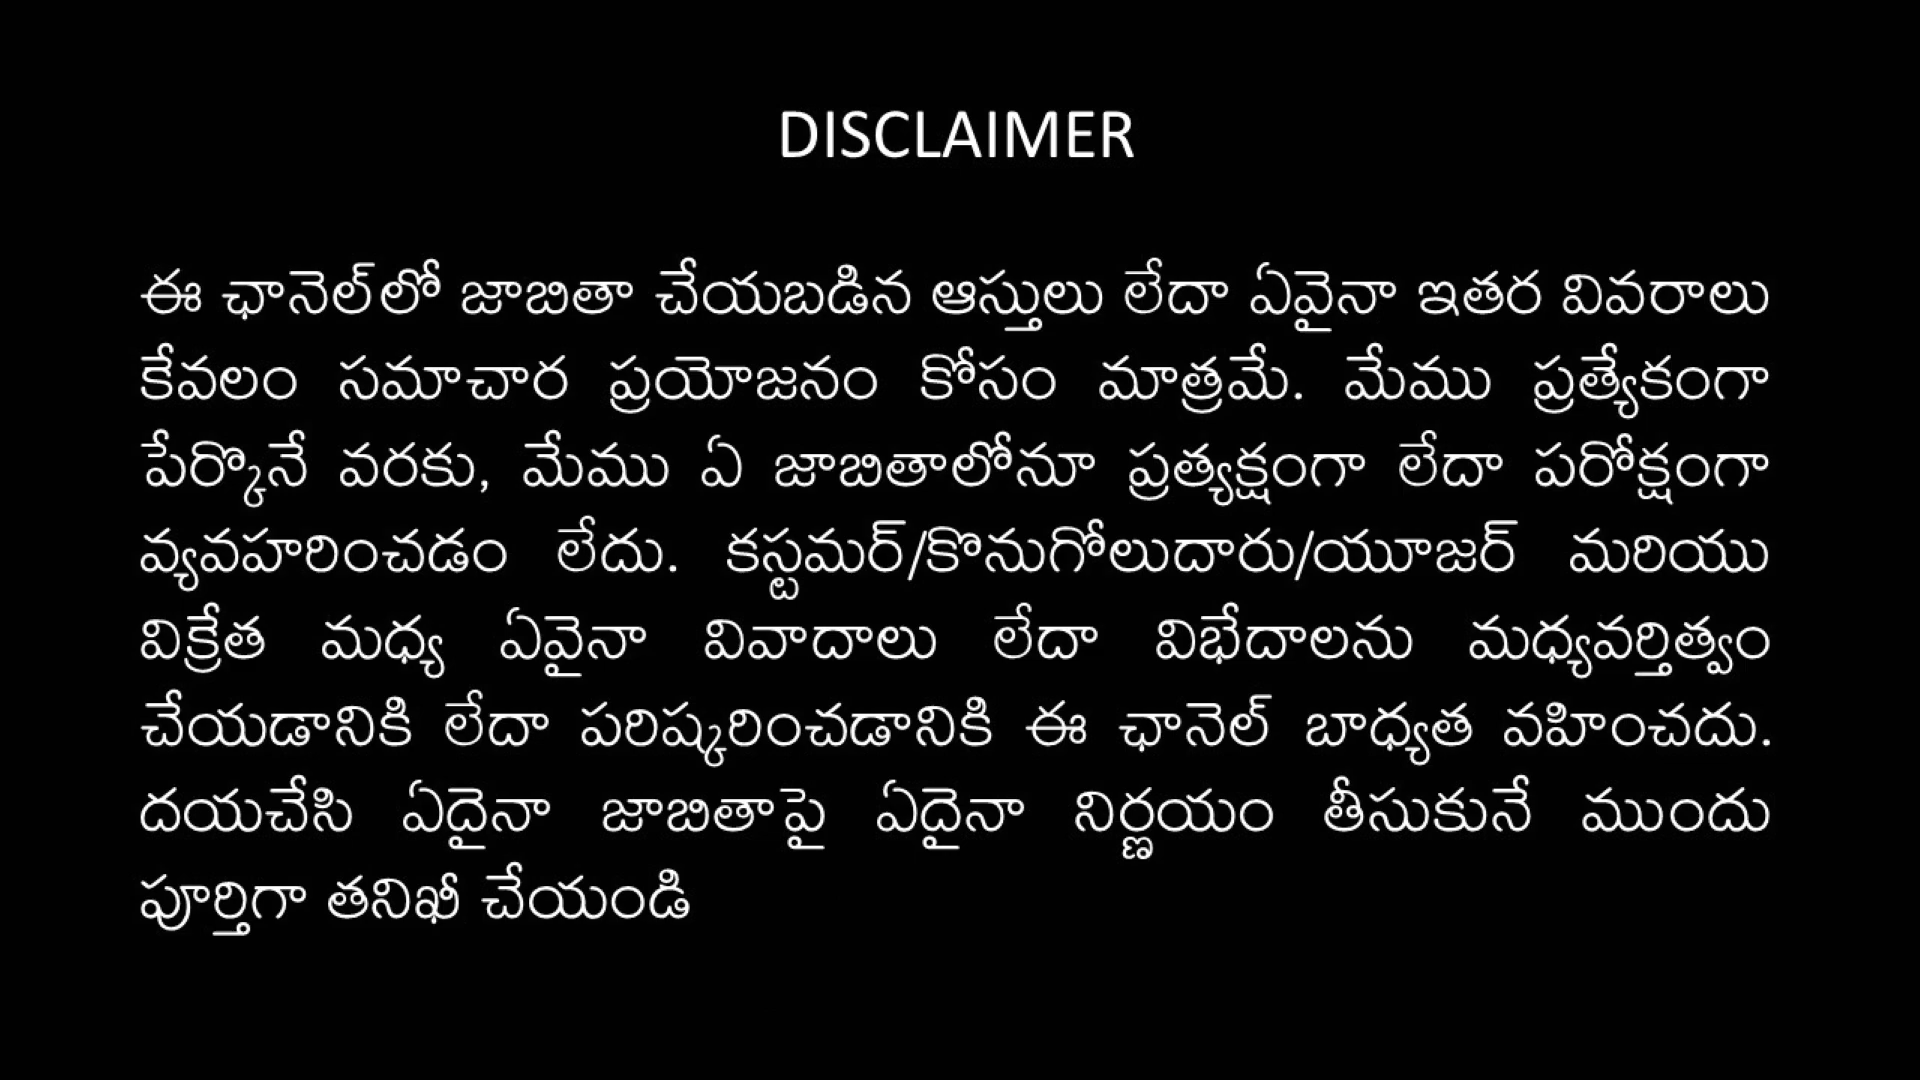 DISCLAIMER
ఈ ఛానెల్‌లో జాబితా చేయబడిన ఆస్తులు లేదా ఏవైనా ఇతర వివరాలు
కేవలం సమాచార ప్రయోజనం కోసం మాత్రమే. మేము ప్రత్యేకంగా
పేర్కొనే వరకు, మేము ఏ జాబితాలోనూ ప్రత్యక్షంగా లేదా పరోక్షంగా
వ్యవహరించడం లేదు. కస్టమర్/కొనుగోలుదారు/యూజర్ మరియు
విక్రేత మధ్య ఏవైనా వివాదాలు లేదా విభేదాలను మధ్యవర్తిత్వం
చేయడానికి లేదా పరిష్కరించడానికి ఈ ఛానెల్ బాధ్యత వహించదు.
దయచేసి ఏదైనా జాబితాపై ఏదైనా నిర్ణయం తీసుకునే ముందు
పూర్తిగా తనిఖీ చేయండి